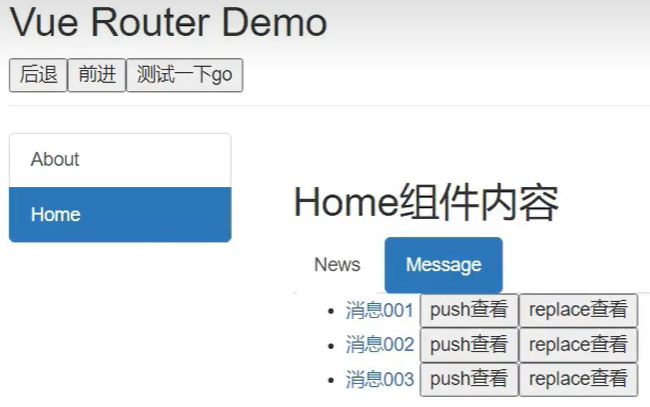 Vue Router Demo
后退 前进 测试一下go
About
Home
Home组件内容
News Message
消息001 push查看 replace查看
消息002 push查看 replace查看
消息003 push查看 replace查看